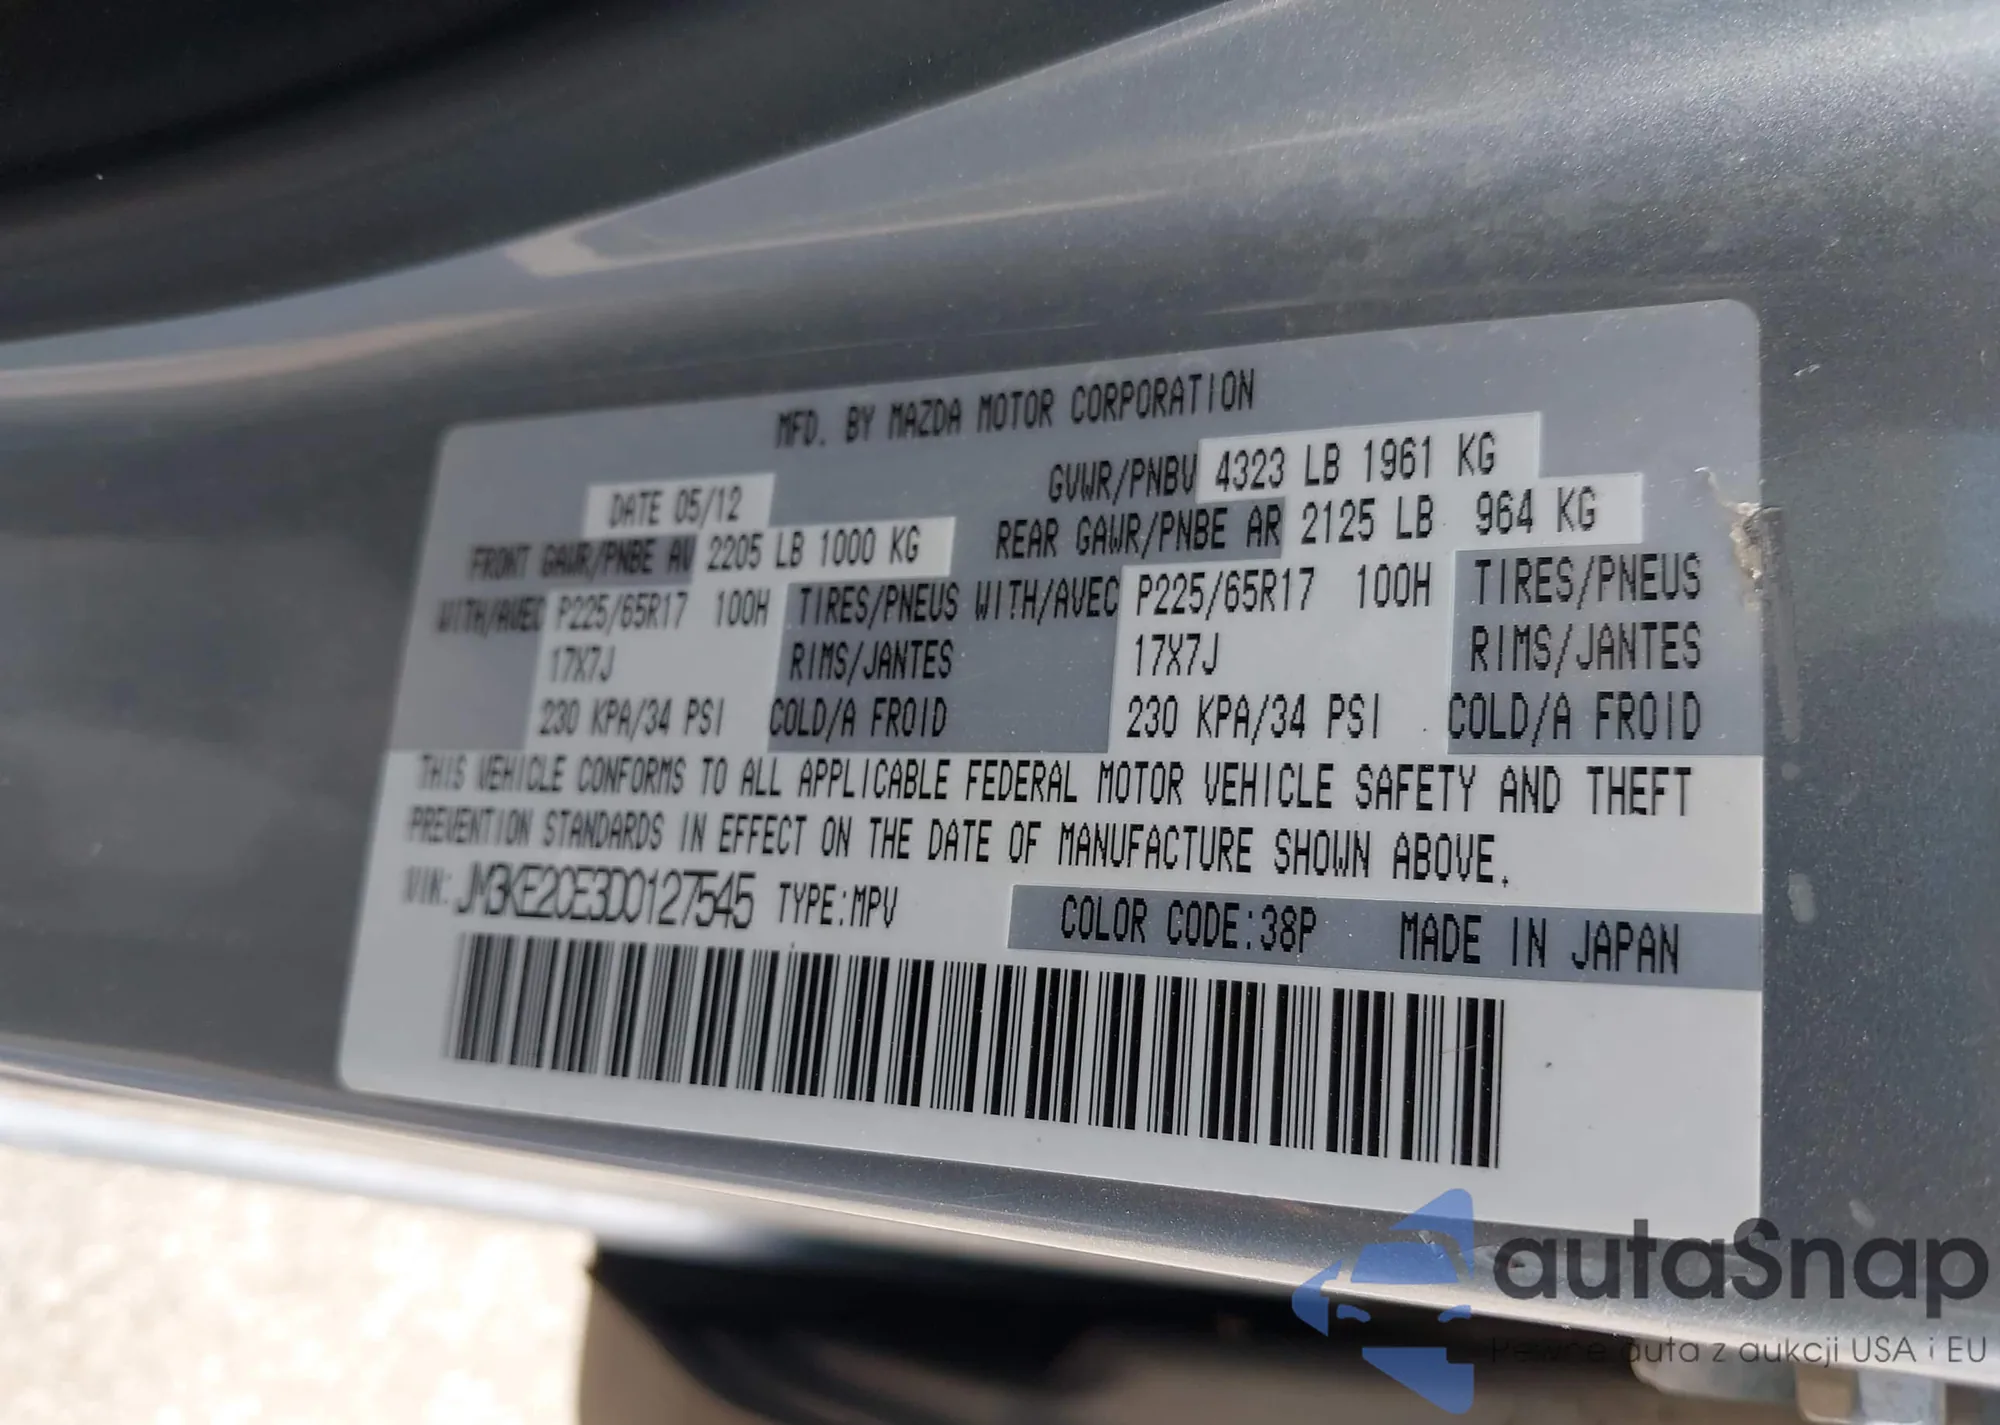 MFD. BY MAZDA MOTOR CORPORATION
DATE 05/12 GVWR/PNBV 4323 LB 1961 KG
FRONT GAWR/PNBE AV 2205 LB 1000 KG REAR GAWR/PNBE AR 2125 LB 964 KG
WITH/AVEC P225/65R17 100H TIRES/PNEUS WITH/AVEC P225/65R17 100H TIRES/PNEUS
17X7J RIMS/JANTES 17X7J RIMS/JANTES
230 KPA/34 PSI COLD/A FROID 230 KPA/34 PSI COLD/A FROID
THIS VEHICLE CONFORMS TO ALL APPLICABLE FEDERAL MOTOR VEHICLE SAFETY AND THEFT
PREVENTION STANDARDS IN EFFECT ON THE DATE OF MANUFACTURE SHOWN ABOVE.
VIN: JM3KE2CE3D0127545 TYPE:MPV COLOR CODE:38P MADE IN JAPAN
autaSnap
Pewne auta z aukcji USA i EU